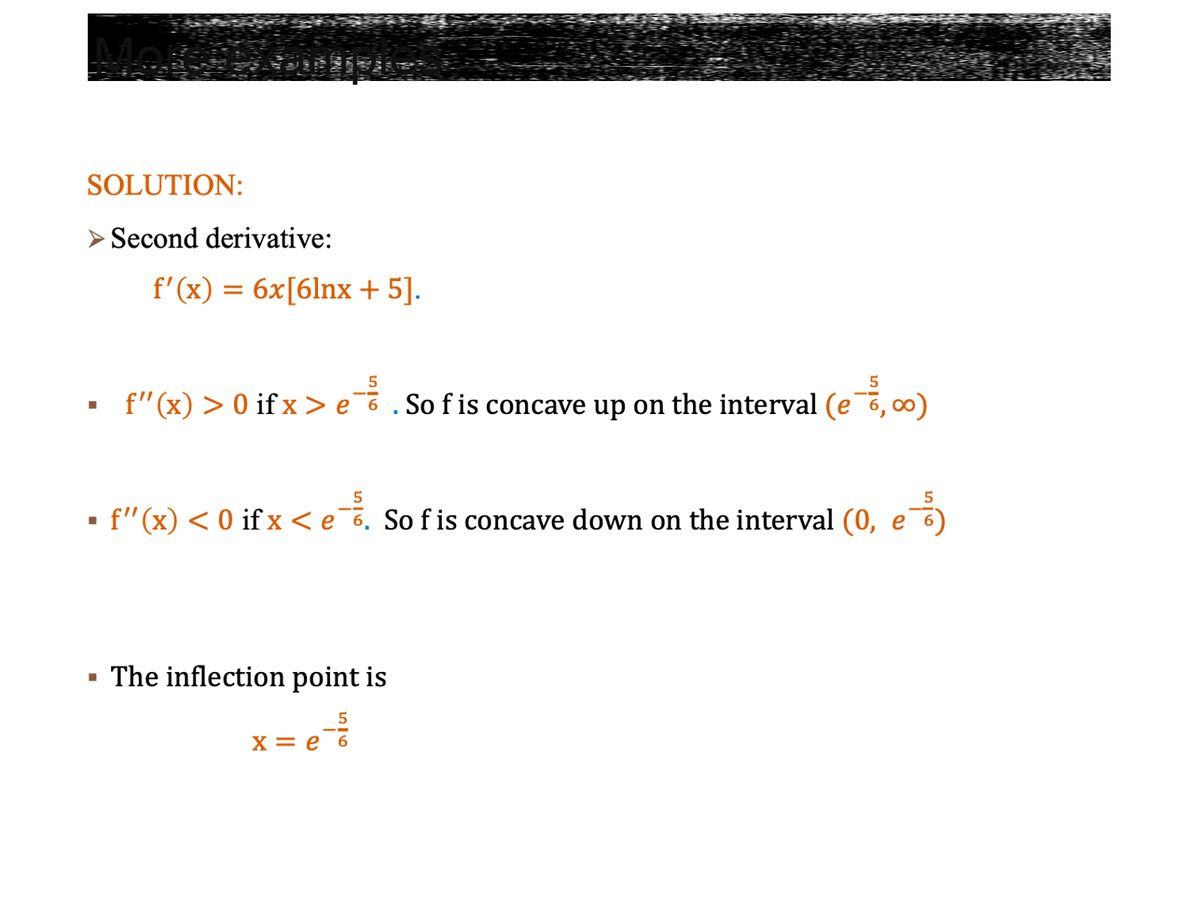 More examples
SOLUTION:
➢ Second derivative:
f′(x) = 6x[6lnx + 5].
▪ f′′(x) > 0 if x > e^{−5/6} . So f is concave up on the interval (e^{−5/6}, ∞)
▪ f′′(x) < 0 if x < e^{−5/6}. So f is concave down on the interval (0, e^{−5/6})
▪ The inflection point is
x = e^{−5/6}